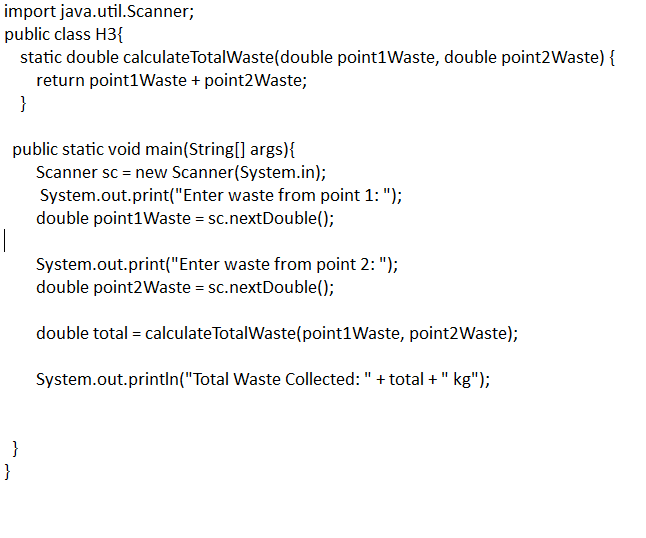 import java.util.Scanner;
public class H3{
static double calculateTotalWaste(double point1Waste, double point2Waste) {
return point1Waste + point2Waste;
}
public static void main(String[] args){
Scanner sc = new Scanner(System.in);
System.out.print("Enter waste from point 1: ");
double point1Waste = sc.nextDouble();
System.out.print("Enter waste from point 2: ");
double point2Waste = sc.nextDouble();
double total = calculateTotalWaste(point1Waste, point2Waste);
System.out.println("Total Waste Collected: " + total + " kg");
}
}